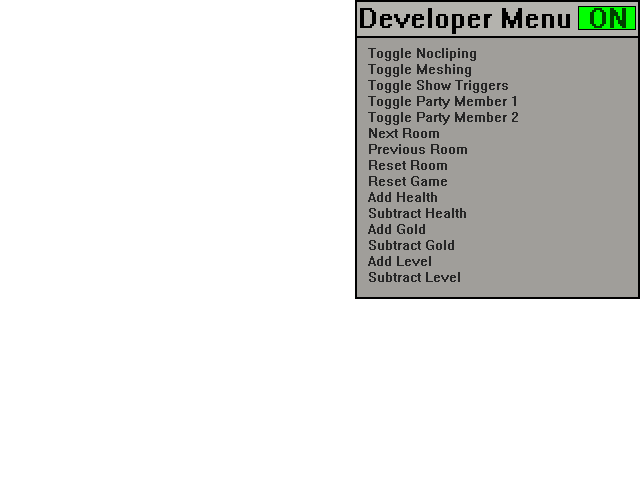 Developer Menu ON
Toggle Nocliping
Toggle Meshing
Toggle Show Triggers
Toggle Party Member 1
Toggle Party Member 2
Next Room
Previous Room
Reset Room
Reset Game
Add Health
Subtract Health
Add Gold
Subtract Gold
Add Level
Subtract Level